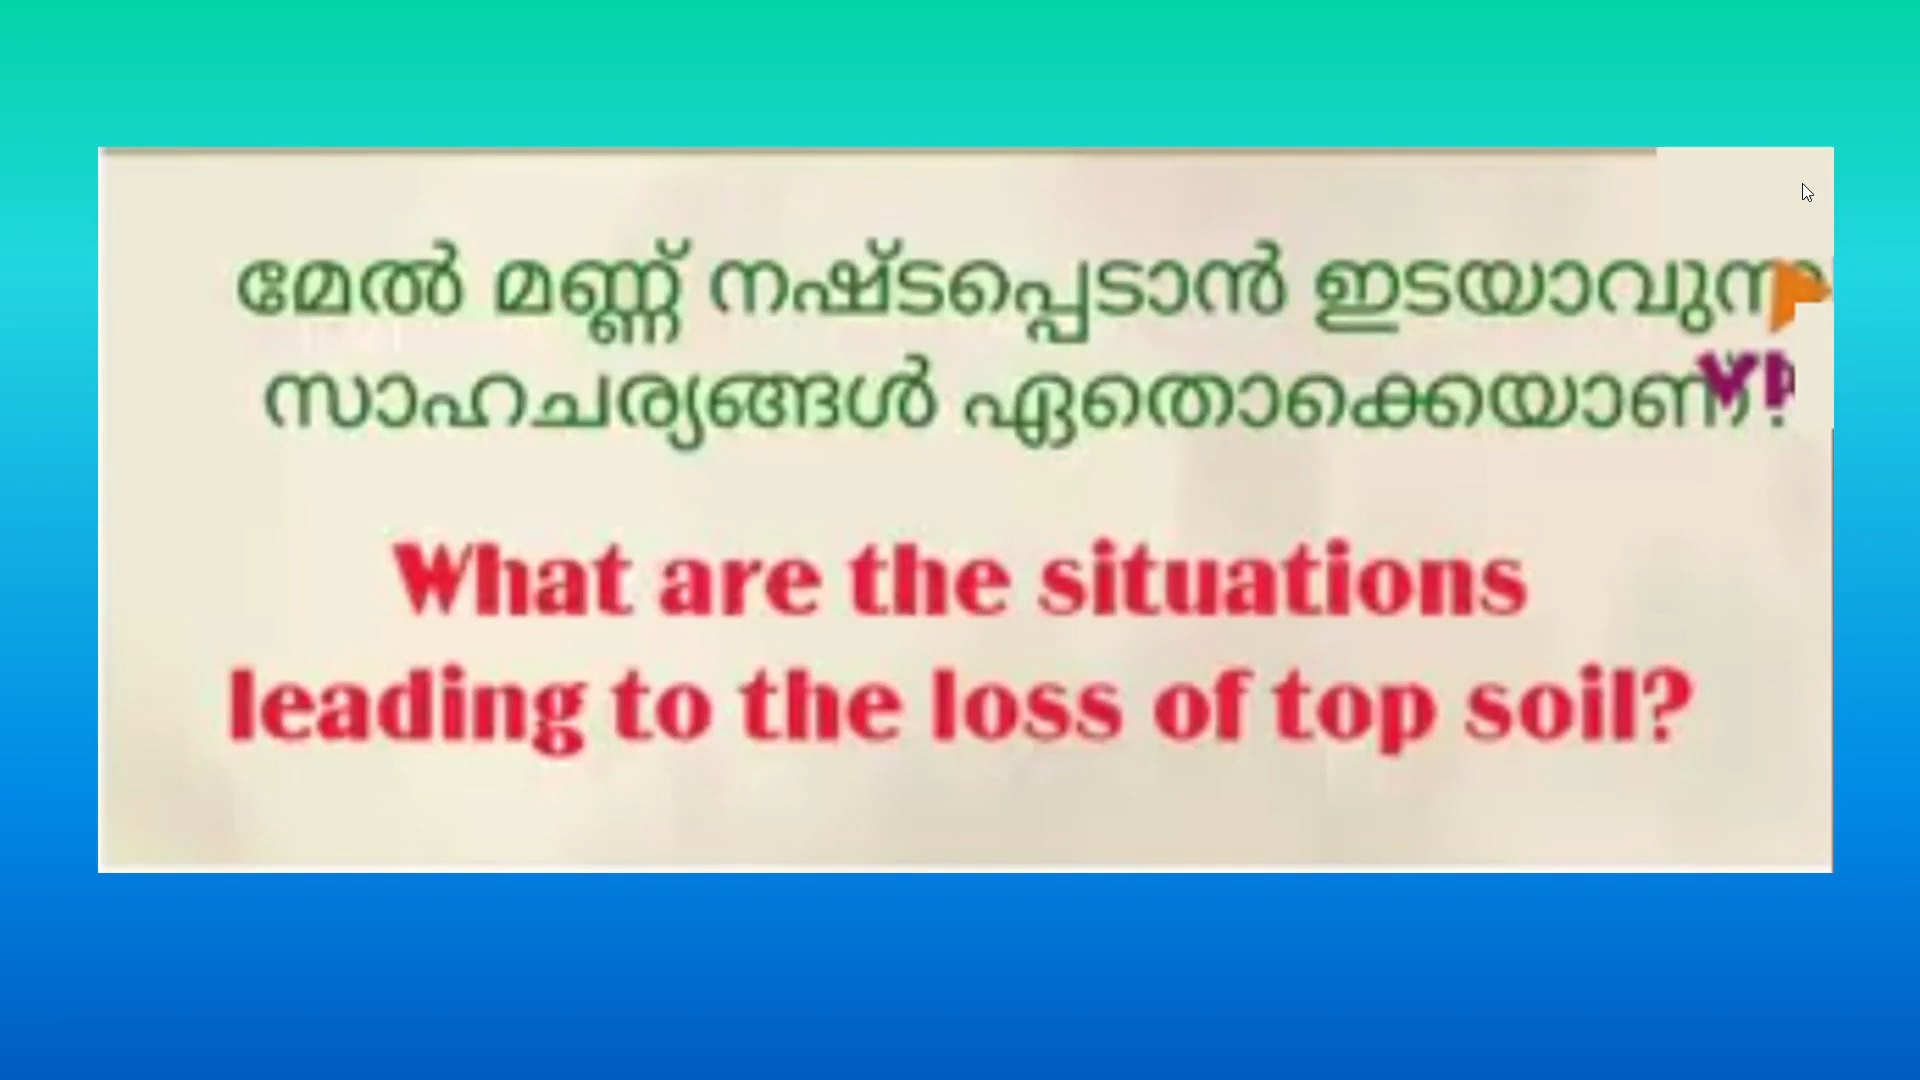 മേൽ മണ്ണ് നഷ്ടപ്പെടാൻ ഇടയാവുന്ന
സാഹചര്യങ്ങൾ ഏതൊക്കെയാണ്?
What are the situations
leading to the loss of top soil?